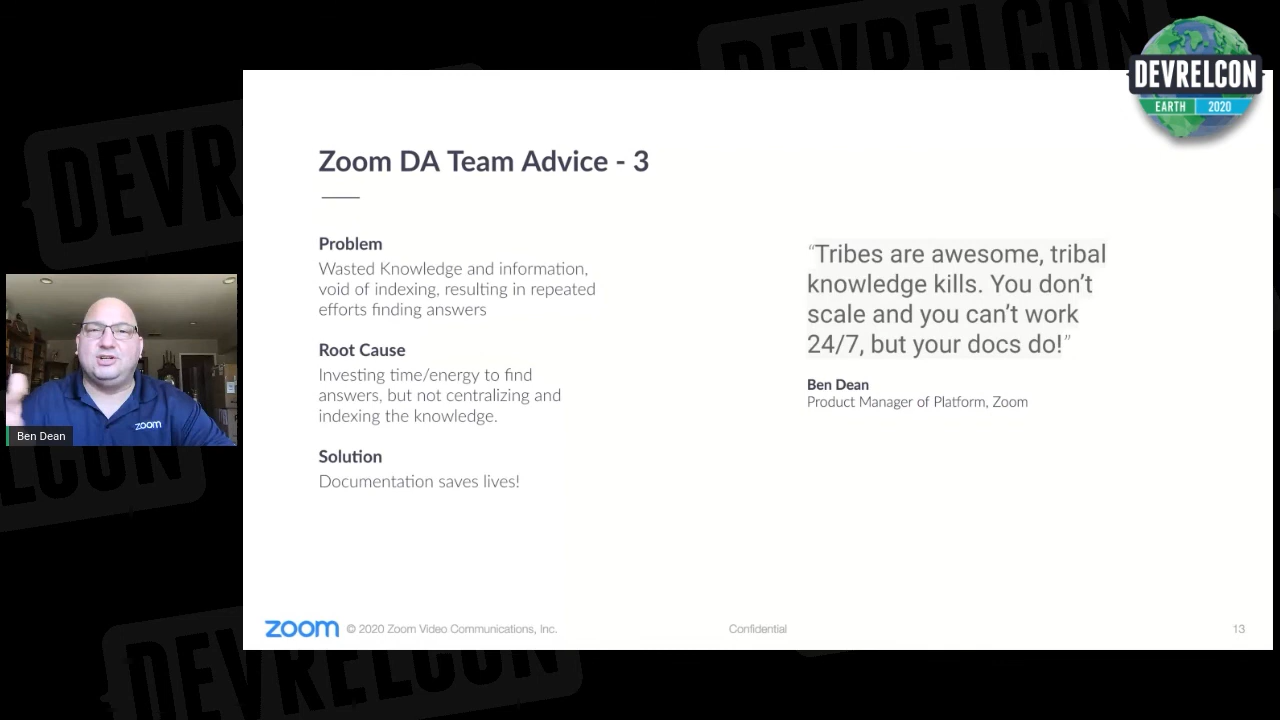 DEVRELCON
EARTH 2020
Zoom DA Team Advice - 3
Problem
Wasted Knowledge and information,
void of indexing, resulting in repeated
efforts finding answers
Root Cause
Investing time/energy to find
answers, but not centralizing and
indexing the knowledge.
Solution
Documentation saves lives!
“Tribes are awesome, tribal
knowledge kills. You don’t
scale and you can’t work
24/7, but your docs do!”
Ben Dean
Product Manager of Platform, Zoom
zoom
Ben Dean
zoom © 2020 Zoom Video Communications, Inc.
Confidential
13
DEVRELCON
DEVR
LCON
DEVRELCON